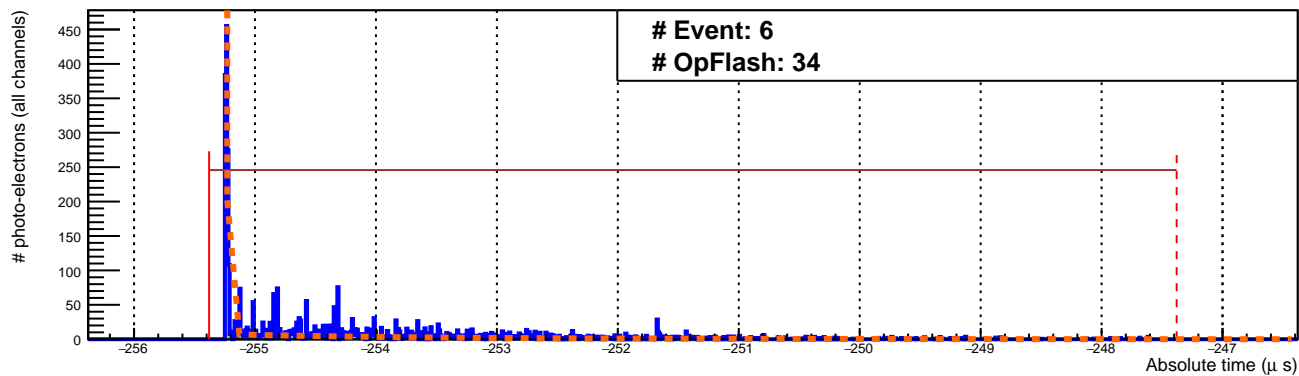 # Event: 6
# OpFlash: 34
# photo-electrons (all channels)
450
400
350
300
250
200
150
100
50
0
−256 −255 −254 −253 −252 −251 −250 −249 −248 −247
Absolute time (μ s)